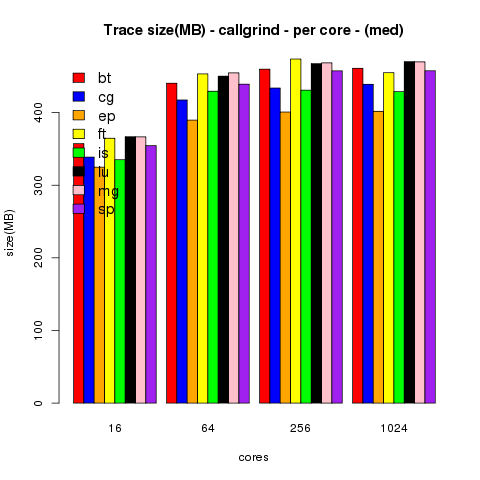 Trace size(MB) - callgrind - per core - (med)
bt
cg
ep
ft
is
lu
mg
sp
size(MB)
400
300
200
100
0
16 64 256 1024
cores